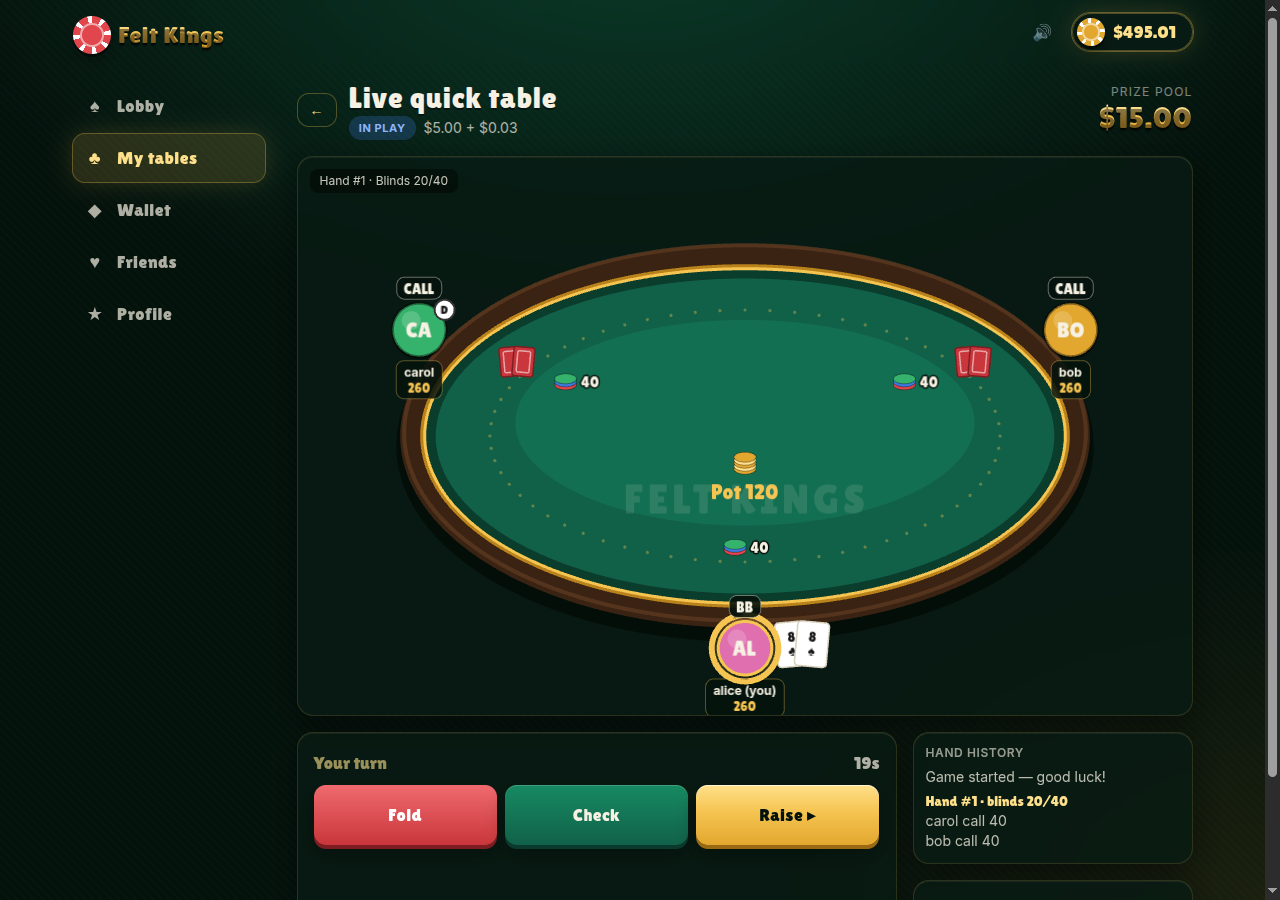 Felt Kings
$495.01
Lobby
My tables
Wallet
Friends
Profile
←
Live quick table
IN PLAY $5.00 + $0.03
PRIZE POOL
$15.00
Hand #1 · Blinds 20/40
CALL
CA
D
carol
260
CALL
BO
bob
260
40
40
Pot 120
FELT KINGS
40
BB
AL
8
8
alice (you)
260
Your turn
19s
Fold
Check
Raise ▸
HAND HISTORY
Game started — good luck!
Hand #1 · blinds 20/40
carol call 40
bob call 40